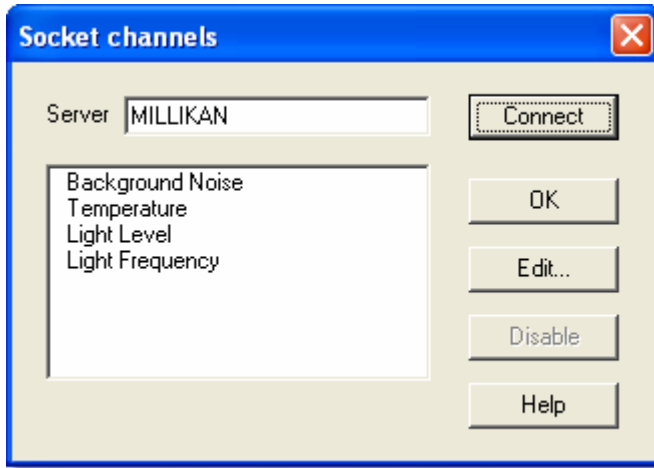 Socket channels
Server MILLIKAN
Connect
Background Noise
Temperature
Light Level
Light Frequency
OK
Edit...
Disable
Help